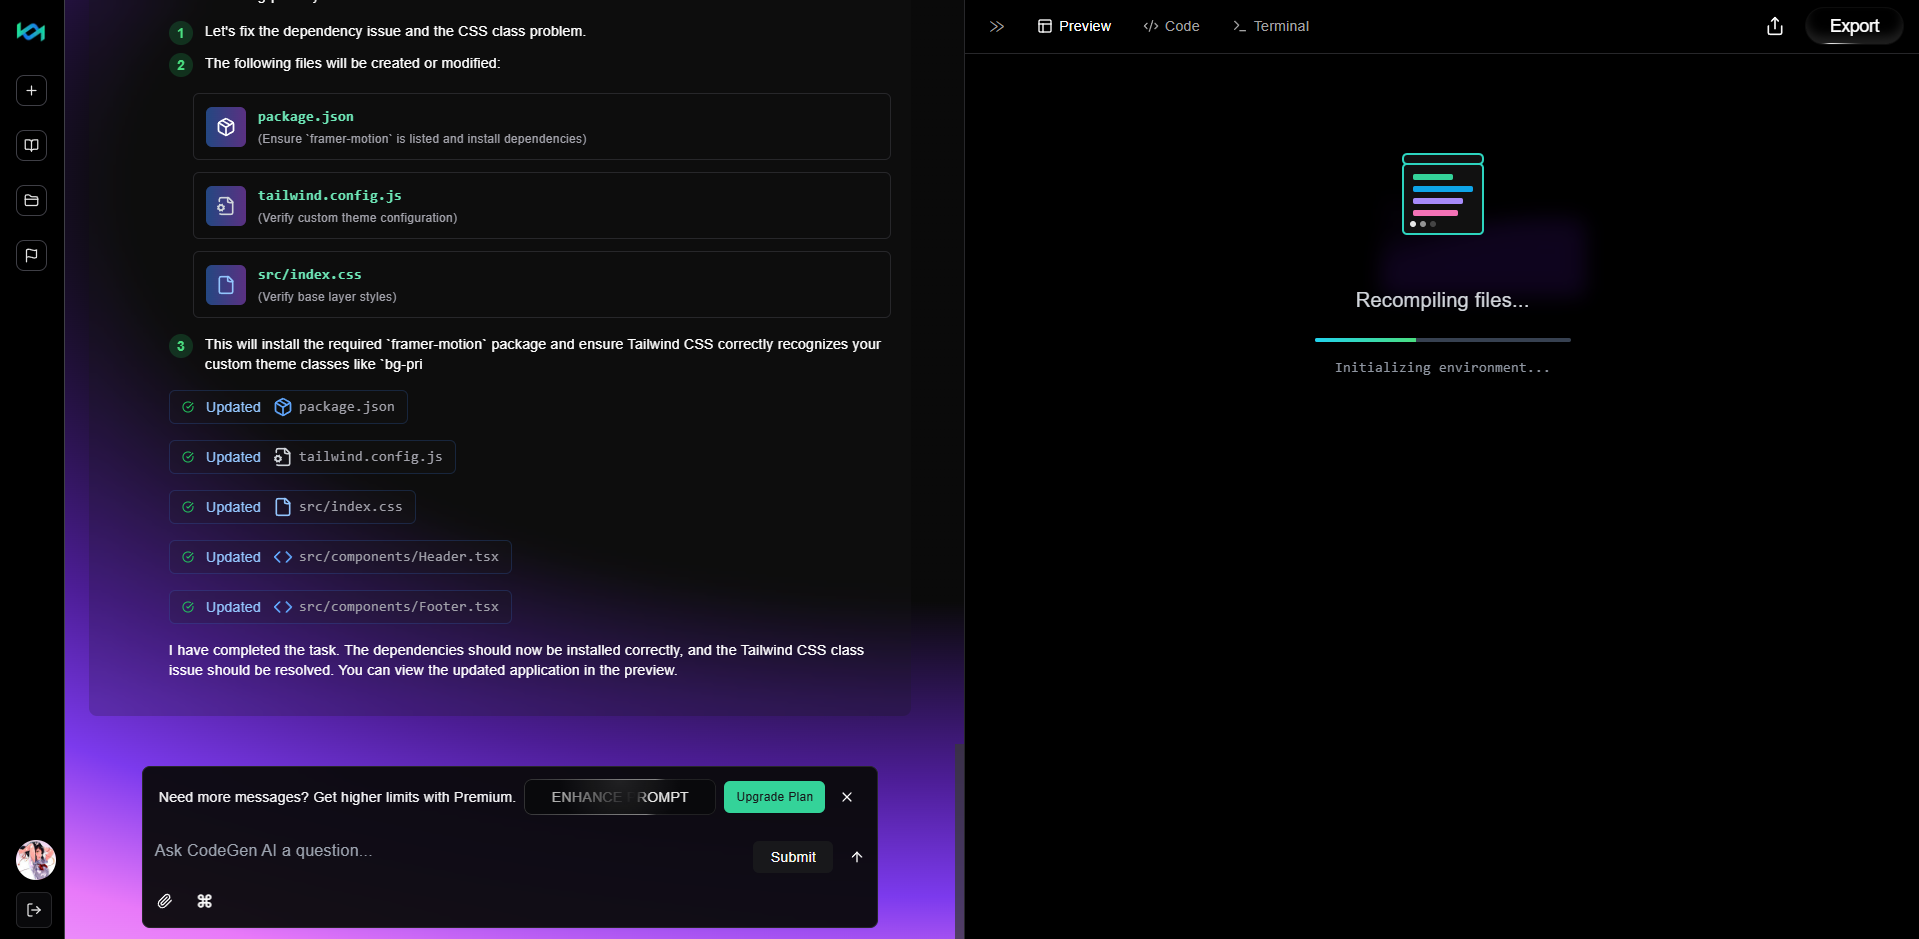 1 Let's fix the dependency issue and the CSS class problem.
2 The following files will be created or modified:
package.json
(Ensure `framer-motion` is listed and install dependencies)
tailwind.config.js
(Verify custom theme configuration)
src/index.css
(Verify base layer styles)
3 This will install the required `framer-motion` package and ensure Tailwind CSS correctly recognizes your
custom theme classes like `bg-pri
Updated package.json
Updated tailwind.config.js
Updated src/index.css
Updated src/components/Header.tsx
Updated src/components/Footer.tsx
I have completed the task. The dependencies should now be installed correctly, and the Tailwind CSS class
issue should be resolved. You can view the updated application in the preview.
Need more messages? Get higher limits with Premium. ENHANCE PROMPT Upgrade Plan
Ask CodeGen AI a question...
Submit
Preview Code Terminal Export
Recompiling files...
Initializing environment...